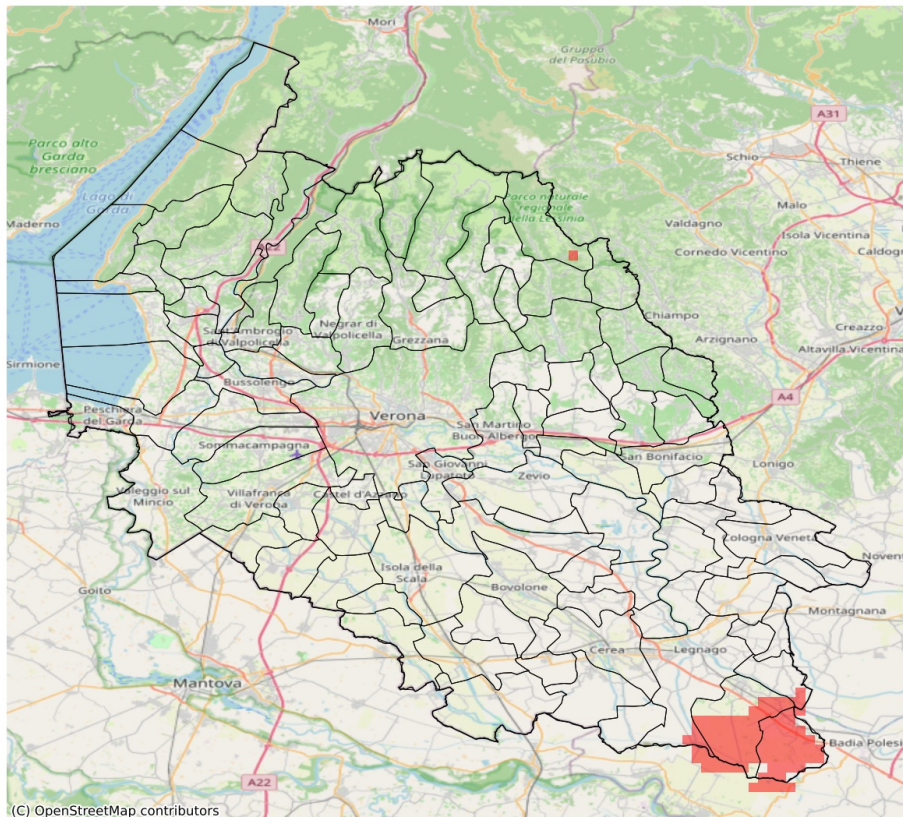 Mori
Gruppo
del Pasubio
A31
Schio
Thiene
Parco alto
Garda
bresciano
Lago di
Garda
Parco naturale
regionale
della Lessinia
Malo
Maderno
Valdagno
Isola Vicentina
A22
Cornedo Vicentino
Caldogn
Chiampo
Sant'Ambrogio
di Valpolicella
Negrar di
Valpolicella
Grezzana
Arzignano
Creazzo
Altavilla Vicentina
Sirmione
Bussolengo
A4
Peschiera
del Garda
Verona
San Martino
Buon Albergo
Sommacampagna
San Bonifacio
Lonigo
San Giovanni
Lupatoto
Zevio
Valeggio sul
Mincio
Villafranca
di Verona
Castel d'Azzano
Cologna Veneta
Isola della
Scala
Bovolone
Goito
Montagnana
Cerea
Legnago
Mantova
Badia Polesi
A22
(C) OpenStreetMap contributors